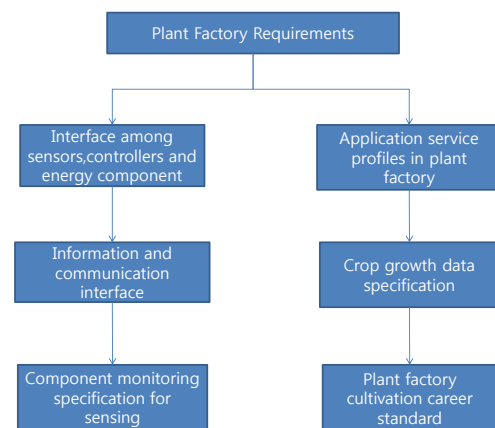 Plant Factory Requirements
Interface among
sensors,controllers and
energy component
Application service
profiles in plant
factory
Information and
communication
interface
Crop growth data
specification
Component monitoring
specification for
sensing
Plant factory
cultivation career
standard